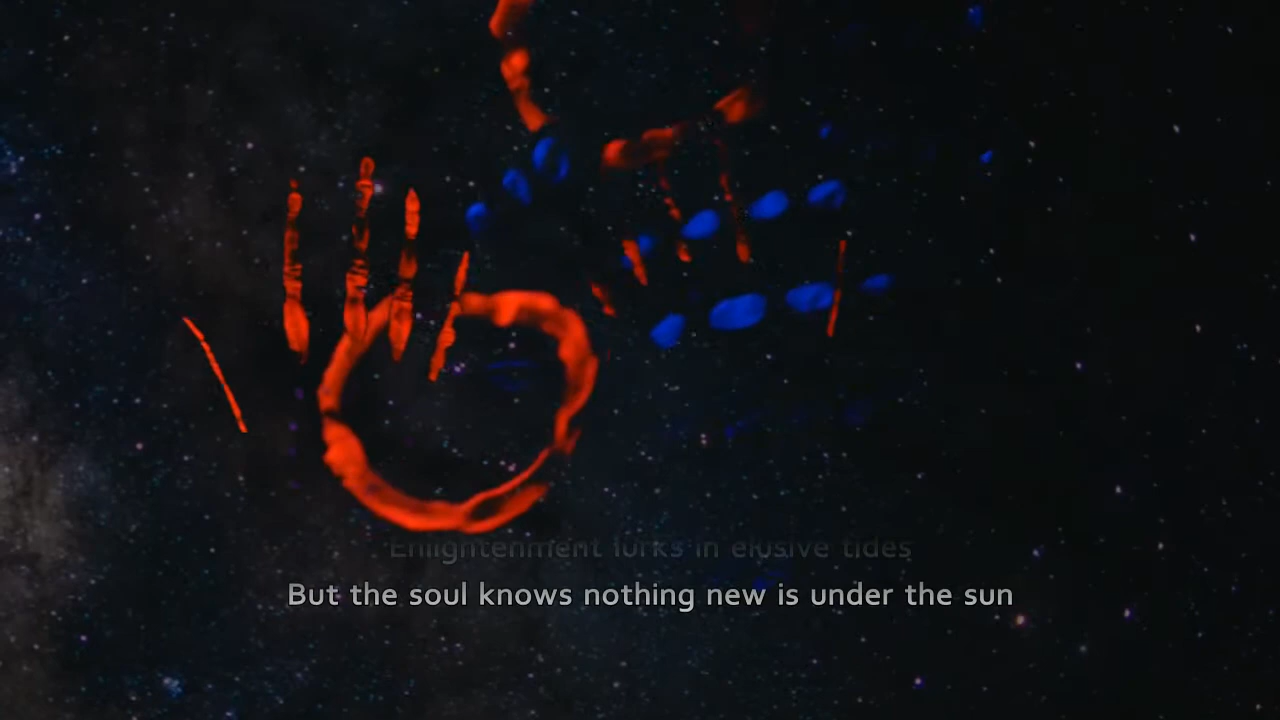 Enlightenment lurks in elusive tides
But the soul knows nothing new is under the sun